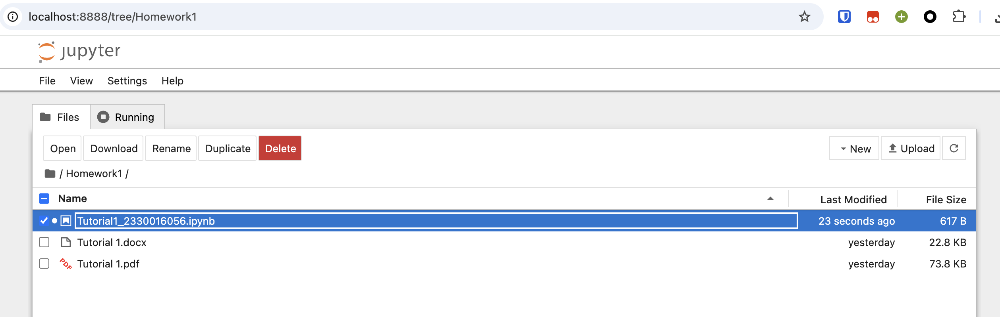 localhost:8888/tree/Homework1
jupyter
File View Settings Help
Files Running
Open Download Rename Duplicate Delete New Upload
/ Homework1 /
Name Last Modified File Size
Tutorial1_2330016056.ipynb 23 seconds ago 617 B
Tutorial 1.docx yesterday 22.8 KB
PDF Tutorial 1.pdf yesterday 73.8 KB